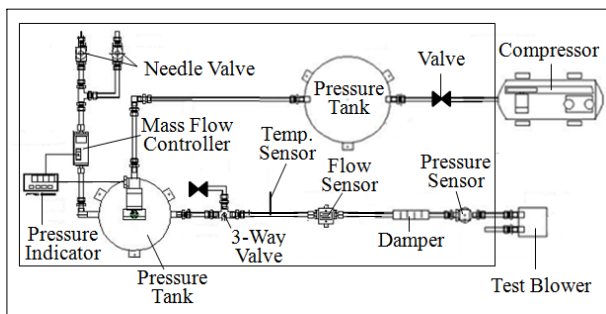 Needle Valve
Mass Flow
Controller
Pressure
Indicator
Pressure
Tank
Pressure
Tank
Valve
Compressor
Temp.
Sensor
Flow
Sensor
Pressure
Sensor
3-Way
Valve
Damper
Test Blower